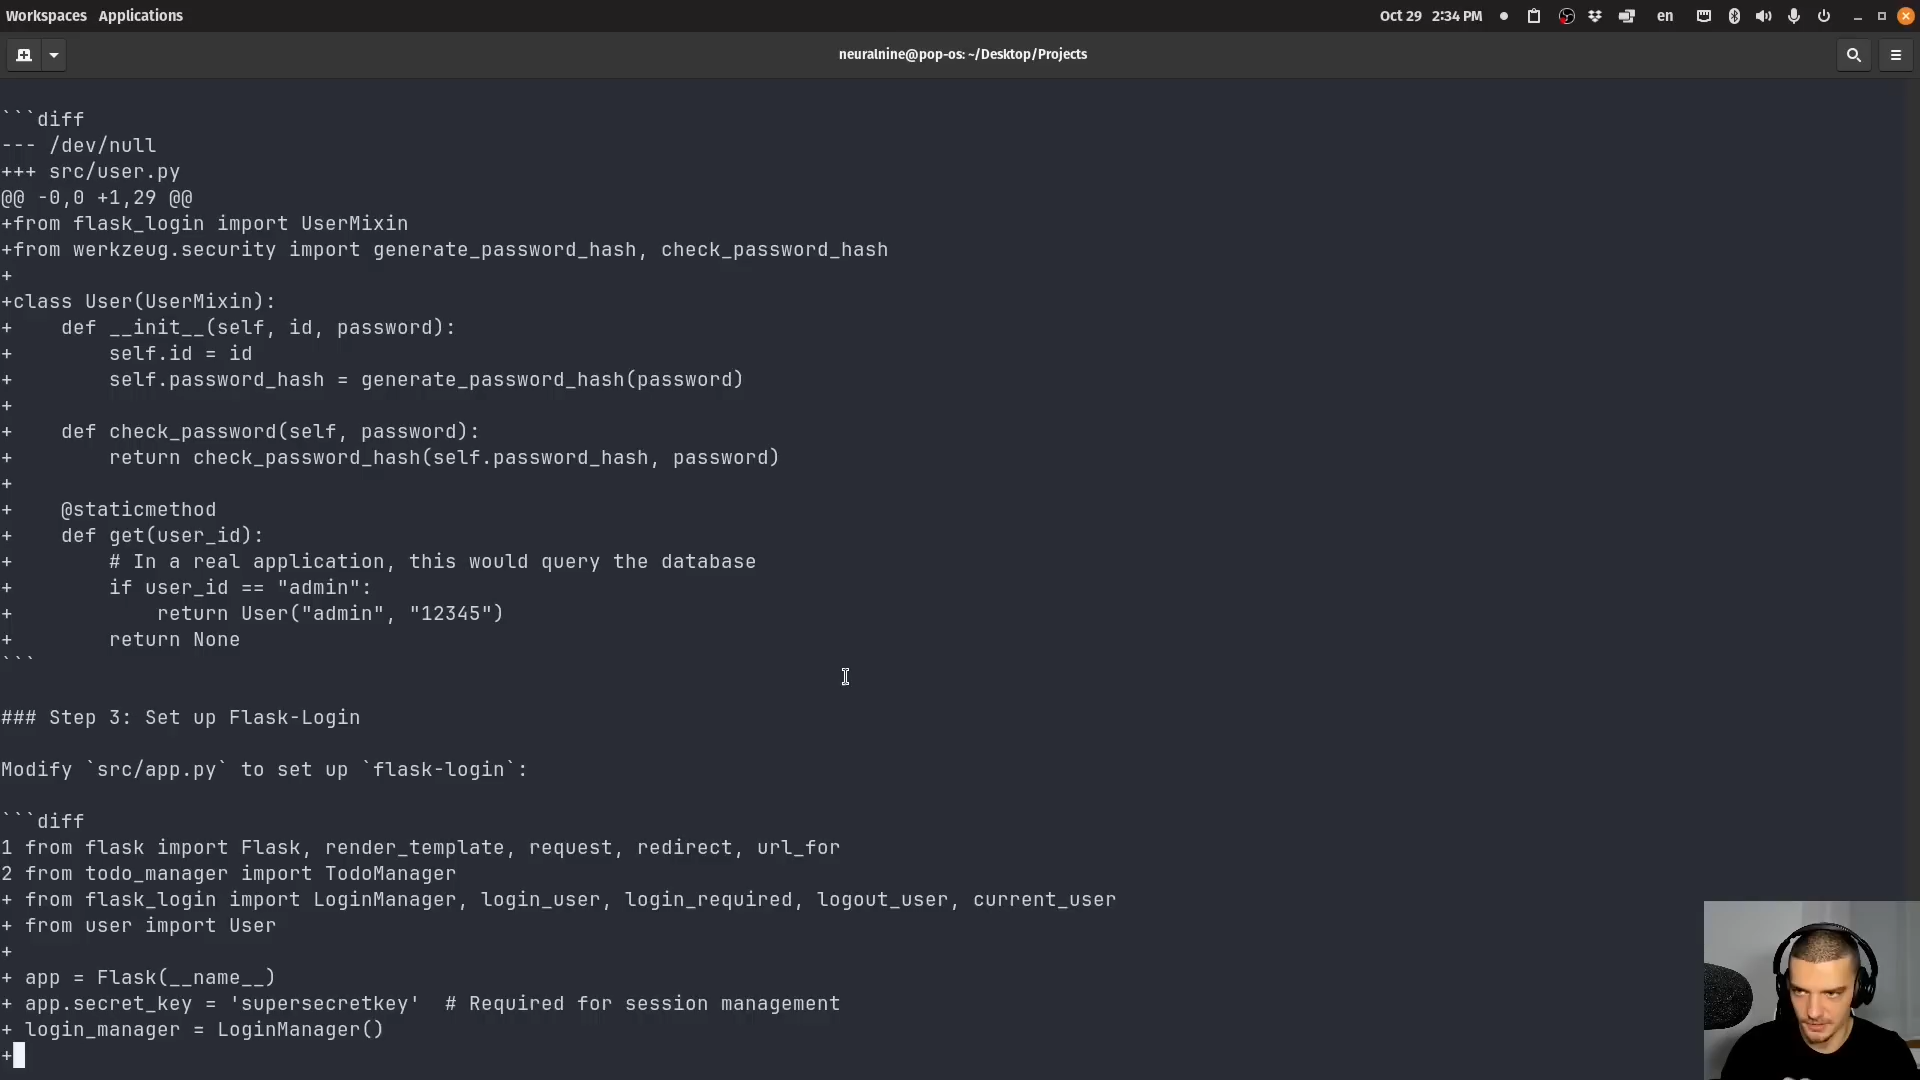 Workspaces Applications
Oct 29 2:34 PM
en
neuralnine@pop-os: ~/Desktop/Projects
```diff
--- /dev/null
+++ src/user.py
@@ -0,0 +1,29 @@
+from flask_login import UserMixin
+from werkzeug.security import generate_password_hash, check_password_hash
+
+class User(UserMixin):
+    def __init__(self, id, password):
+        self.id = id
+        self.password_hash = generate_password_hash(password)
+
+    def check_password(self, password):
+        return check_password_hash(self.password_hash, password)
+
+    @staticmethod
+    def get(user_id):
+        # In a real application, this would query the database
+        if user_id == "admin":
+            return User("admin", "12345")
+        return None
```
### Step 3: Set up Flask-Login
Modify `src/app.py` to set up `flask-login`:
```diff
1 from flask import Flask, render_template, request, redirect, url_for
2 from todo_manager import TodoManager
+ from flask_login import LoginManager, login_user, login_required, logout_user, current_user
+ from user import User
+
+ app = Flask(__name__)
+ app.secret_key = 'supersecretkey'  # Required for session management
+ login_manager = LoginManager()
+